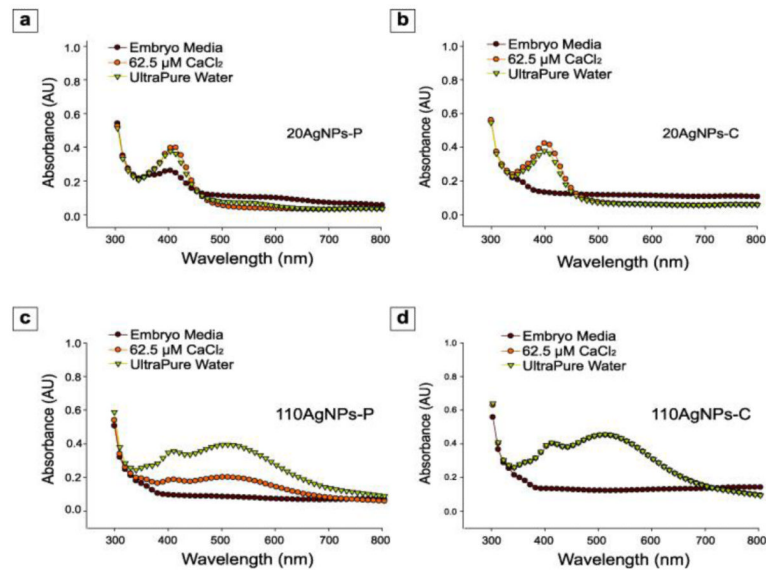 a
Embryo Media
62.5 µM CaCl₂
UltraPure Water
20AgNPs-P
Absorbance (AU)
1.0
0.8
0.6
0.4
0.2
0.0
300 400 500 600 700 800
Wavelength (nm)
b
Embryo Media
62.5 µM CaCl₂
UltraPure Water
20AgNPs-C
Absorbance (AU)
1.0
0.8
0.6
0.4
0.2
0.0
300 400 500 600 700 800
Wavelength (nm)
c
Embryo Media
62.5 µM CaCl₂
UltraPure Water
110AgNPs-P
Absorbance (AU)
1.0
0.8
0.6
0.4
0.2
0.0
300 400 500 600 700 800
Wavelength (nm)
d
Embryo Media
62.5 µM CaCl₂
UltraPure Water
110AgNPs-C
Absorbance (AU)
1.0
0.8
0.6
0.4
0.2
0.0
300 400 500 600 700 800
Wavelength (nm)